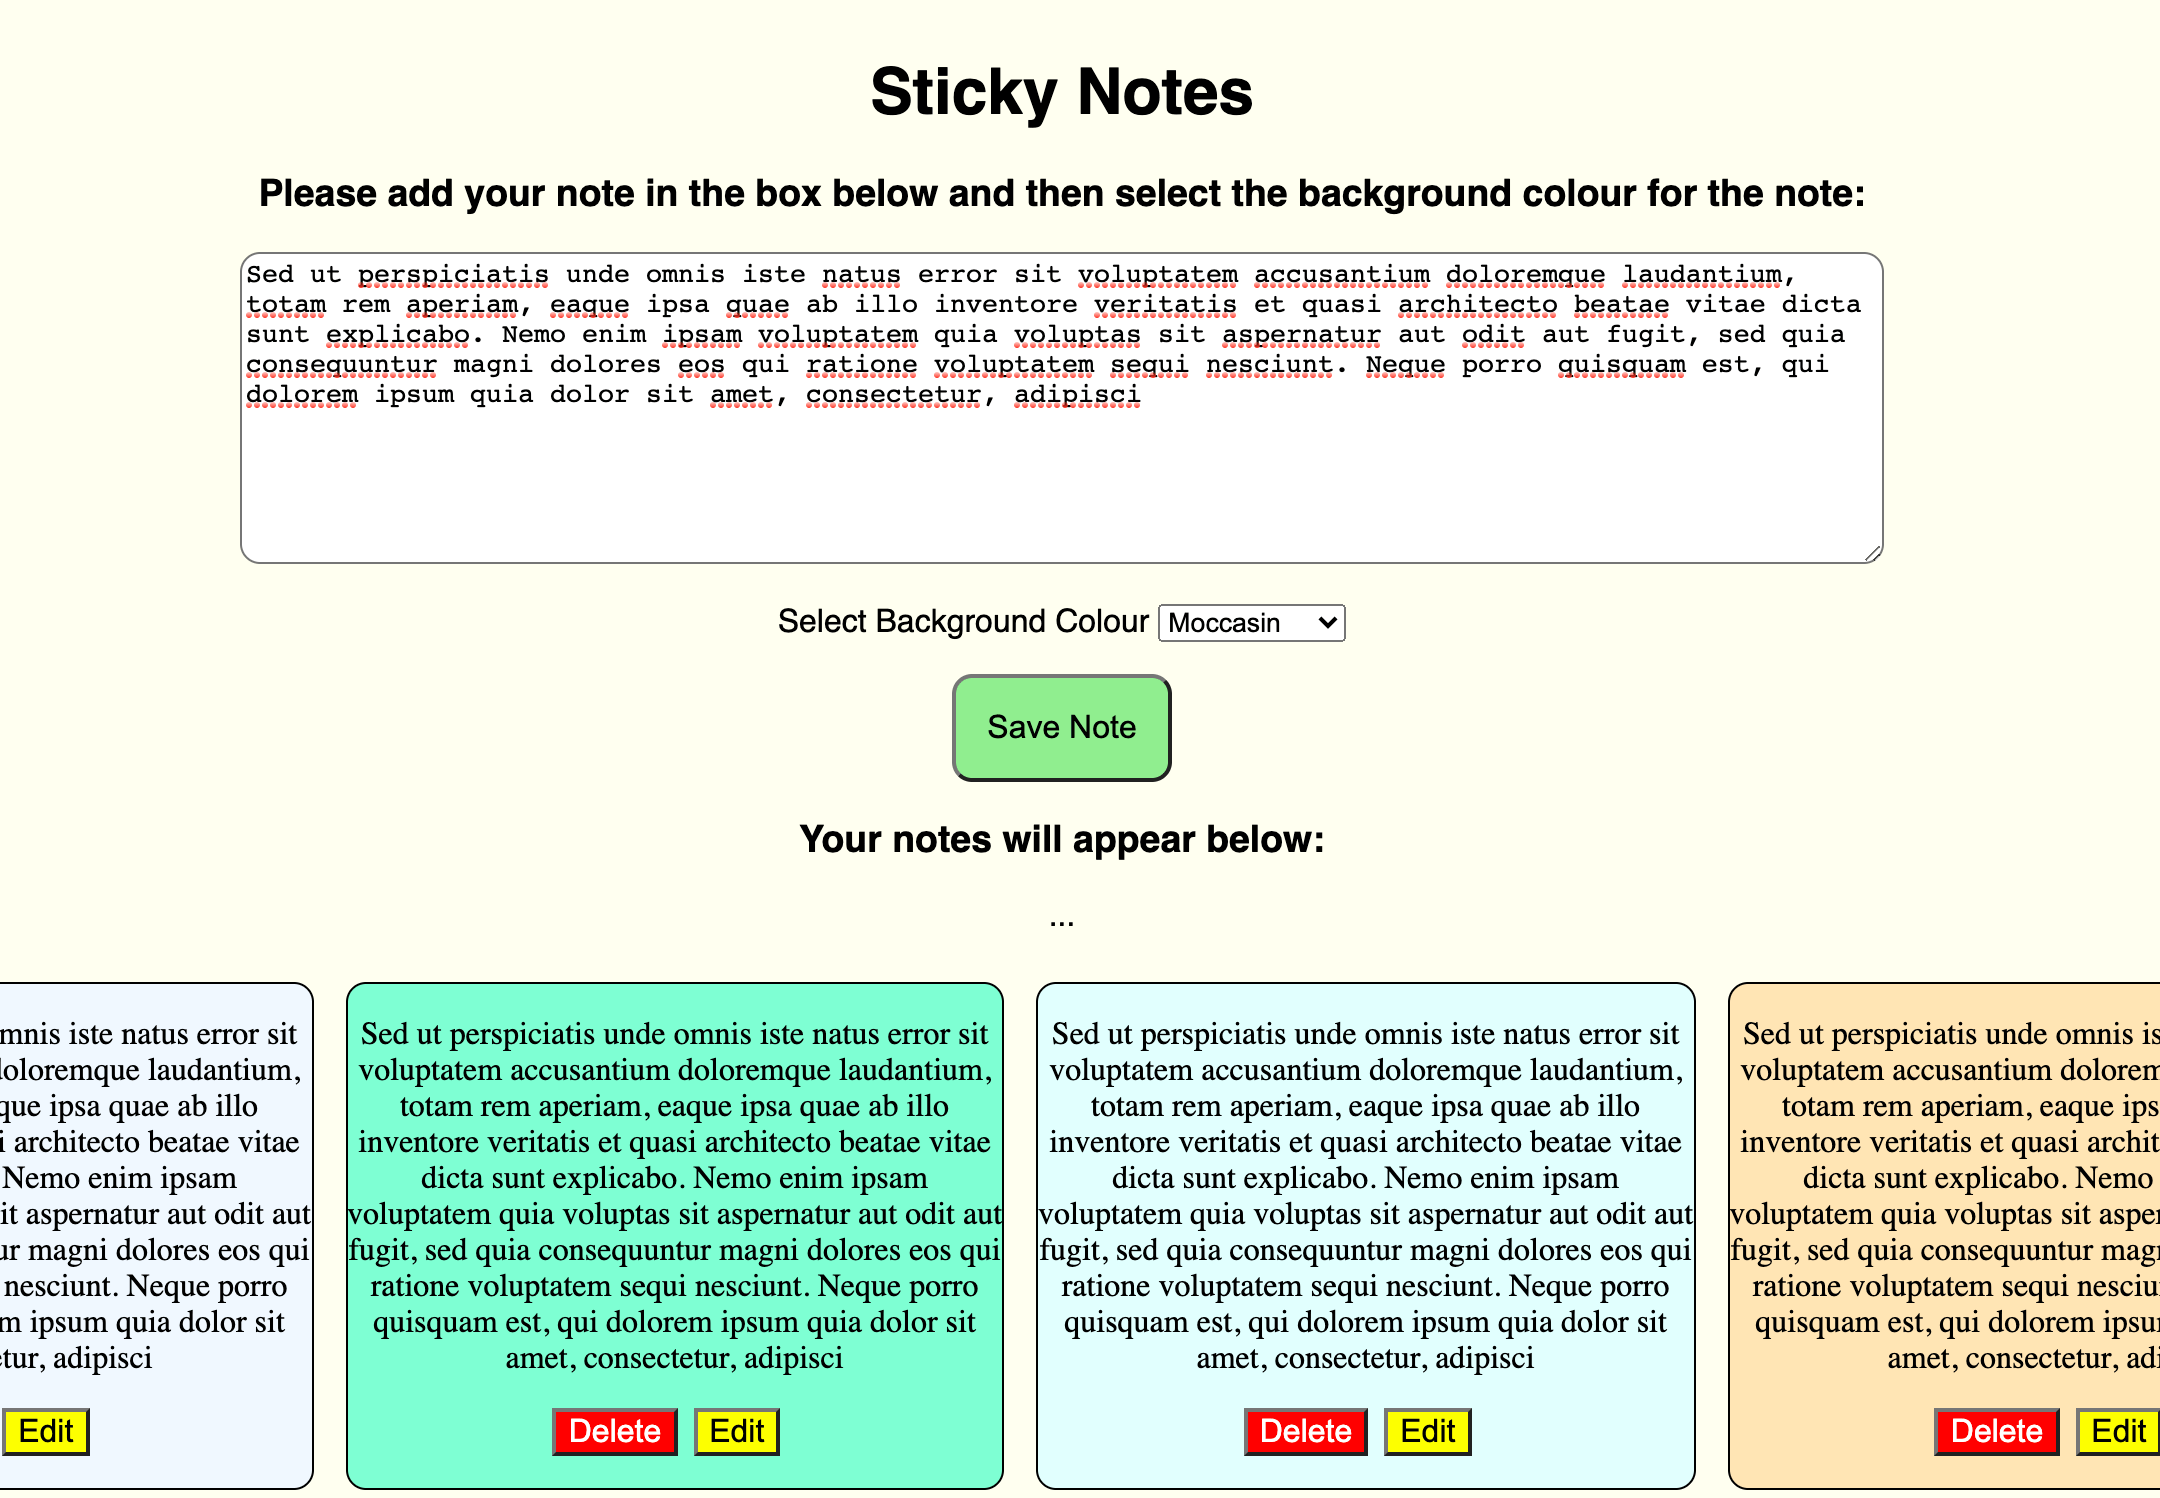 Sticky Notes
Please add your note in the box below and then select the background colour for the note:
Sed ut perspiciatis unde omnis iste natus error sit voluptatem accusantium doloremque laudantium,
totam rem aperiam, eaque ipsa quae ab illo inventore veritatis et quasi architecto beatae vitae dicta
sunt explicabo. Nemo enim ipsam voluptatem quia voluptas sit aspernatur aut odit aut fugit, sed quia
consequuntur magni dolores eos qui ratione voluptatem sequi nesciunt. Neque porro quisquam est, qui
dolorem ipsum quia dolor sit amet, consectetur, adipisci
Select Background Colour Moccasin
Save Note
Your notes will appear below:
...
iste natus error sit
laudantium,
ipsa quae ab illo
architecto beatae vitae
Nemo enim ipsam
aspernatur aut odit aut
magni dolores eos qui
nesciunt. Neque porro
ipsum quia dolor sit
adipisci
Edit
Sed ut perspiciatis unde omnis iste natus error sit
voluptatem accusantium doloremque laudantium,
totam rem aperiam, eaque ipsa quae ab illo
inventore veritatis et quasi architecto beatae vitae
dicta sunt explicabo. Nemo enim ipsam
voluptatem quia voluptas sit aspernatur aut odit aut
fugit, sed quia consequuntur magni dolores eos qui
ratione voluptatem sequi nesciunt. Neque porro
quisquam est, qui dolorem ipsum quia dolor sit
amet, consectetur, adipisci
Delete Edit
Sed ut perspiciatis unde omnis iste natus error sit
voluptatem accusantium doloremque laudantium,
totam rem aperiam, eaque ipsa quae ab illo
inventore veritatis et quasi architecto beatae vitae
dicta sunt explicabo. Nemo enim ipsam
voluptatem quia voluptas sit aspernatur aut odit aut
fugit, sed quia consequuntur magni dolores eos qui
ratione voluptatem sequi nesciunt. Neque porro
quisquam est, qui dolorem ipsum quia dolor sit
amet, consectetur, adipisci
Delete Edit
Sed ut perspiciatis unde omnis
voluptatem accusantium
totam rem aperiam, eaque
inventore veritatis et quasi
dicta sunt explicabo. Nemo
voluptatem quia voluptas sit
fugit, sed quia consequuntur
ratione voluptatem sequi
quisquam est, qui dolorem
amet, consectetur,
Delete Edit